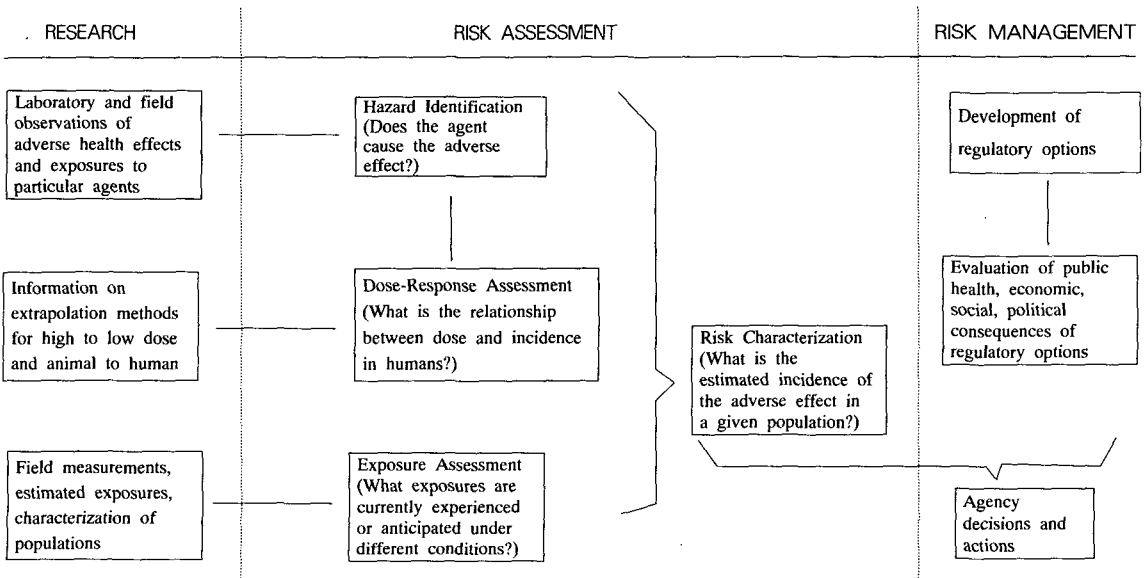 RESEARCH
RISK ASSESSMENT
RISK MANAGEMENT
Laboratory and field
observations of
adverse health effects
and exposures to
particular agents
Hazard Identification
(Does the agent
cause the adverse
effect?)
Development of
regulatory options
Information on
extrapolation methods
for high to low dose
and animal to human
Dose-Response Assessment
(What is the relationship
between dose and incidence
in humans?)
Risk Characterization
(What is the
estimated incidence of
the adverse effect in
a given population?)
Evaluation of public
health, economic,
social, political
consequences of
regulatory options
Field measurements,
estimated exposures,
characterization of
populations
Exposure Assessment
(What exposures are
currently experienced
or anticipated under
different conditions?)
Agency
decisions and
actions